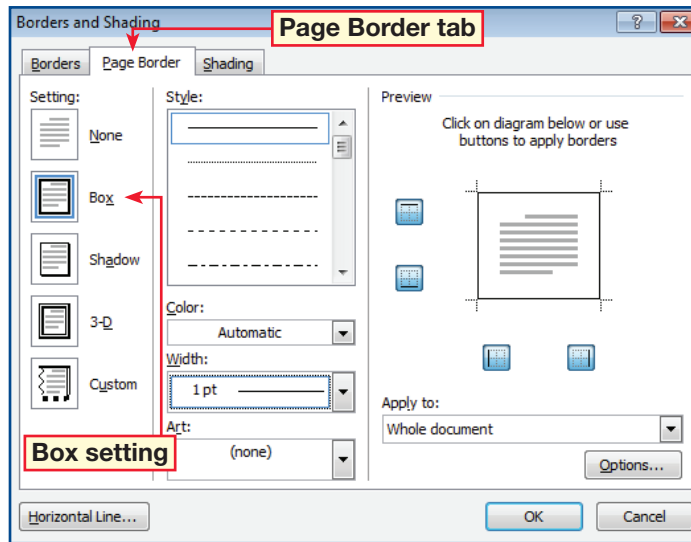 Borders and Shading
Page Border tab
?
X
Borders
Page Border
Shading
Setting:
None
Box
Shadow
3-D
Custom
Box setting
Style:
Color:
Automatic
Width:
1 pt
Art:
(none)
Preview
Click on diagram below or use
buttons to apply borders
Apply to:
Whole document
Options...
Horizontal Line...
OK
Cancel